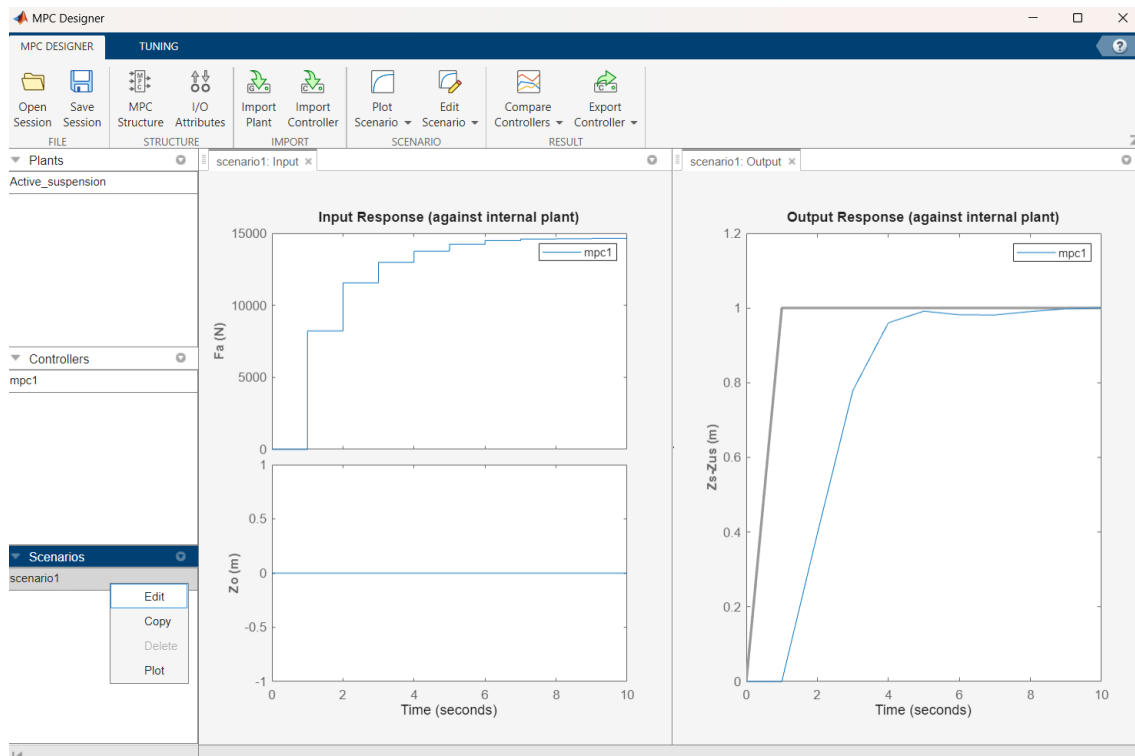 MPC Designer
MPC DESIGNER TUNING
Open Session
Save Session
MPC Structure
I/O Attributes
Import Plant
Import Controller
Plot Scenario
Edit Scenario
Compare Controllers
Export Controller
FILE STRUCTURE IMPORT SCENARIO RESULT
Plants
Active_suspension
Controllers
mpc1
Scenarios
scenario1
Edit
Copy
Delete
Plot
scenario1: Input
Input Response (against internal plant)
mpc1
Fa (N)
15000
10000
5000
0
Zo (m)
1
0.5
0
-0.5
-1
0 2 4 6 8 10
Time (seconds)
scenario1: Output
Output Response (against internal plant)
mpc1
Zs-Zus (m)
1.2
1
0.8
0.6
0.4
0.2
0
0 2 4 6 8 10
Time (seconds)